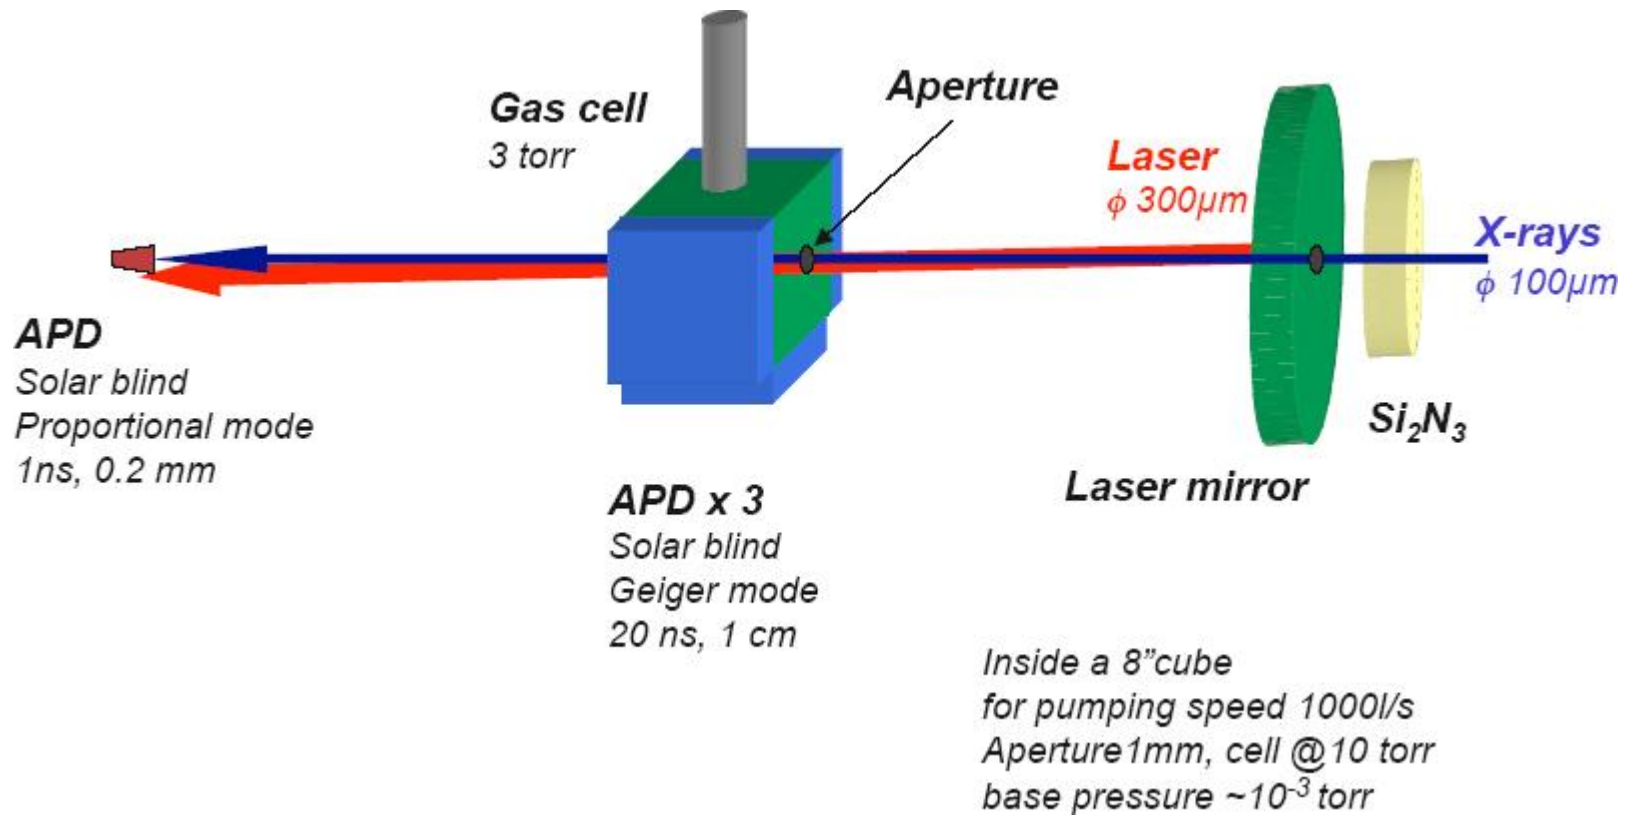 Gas cell
3 torr
Aperture
Laser
ϕ 300µm
X-rays
ϕ 100µm
APD
Solar blind
Proportional mode
1ns, 0.2 mm
Si₂N₃
Laser mirror
APD x 3
Solar blind
Geiger mode
20 ns, 1 cm
Inside a 8”cube
for pumping speed 1000l/s
Aperture1mm, cell @10 torr
base pressure ~10⁻³ torr